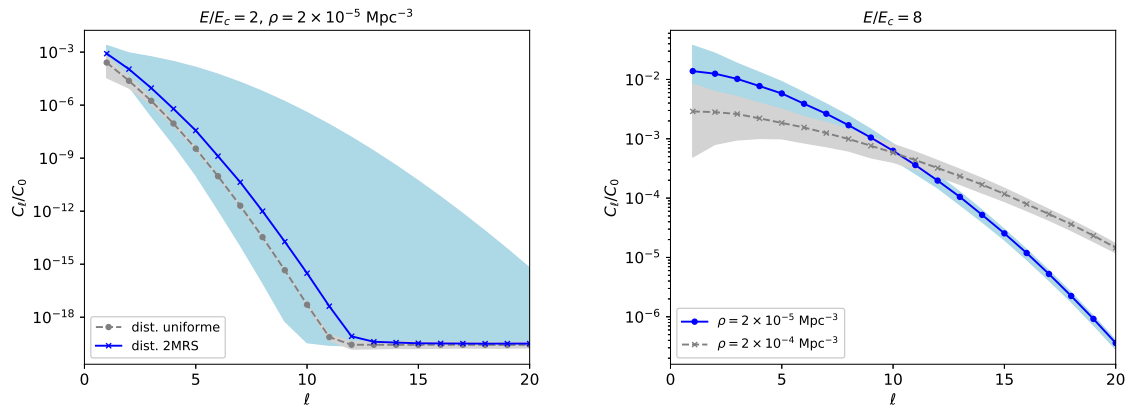 E/E_c = 2, ρ = 2 × 10⁻⁵ Mpc⁻³
C_ℓ/C₀
10⁻³
10⁻⁶
10⁻⁹
10⁻¹²
10⁻¹⁵
10⁻¹⁸
dist. uniforme
dist. 2MRS
0 5 10 15 20
ℓ
E/E_c = 8
C_ℓ/C₀
10⁻²
10⁻³
10⁻⁴
10⁻⁵
10⁻⁶
ρ = 2 × 10⁻⁵ Mpc⁻³
ρ = 2 × 10⁻⁴ Mpc⁻³
0 5 10 15 20
ℓ